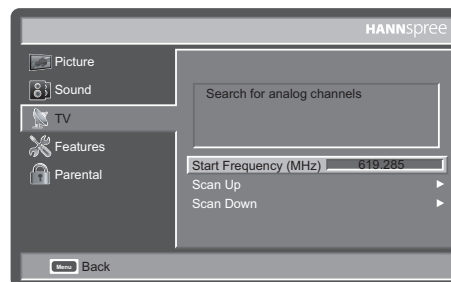 HANNspree
Picture
Sound
TV
Features
Parental
Search for analog channels
Start Frequency (MHz) 619.285
Scan Up
Scan Down
Menu Back